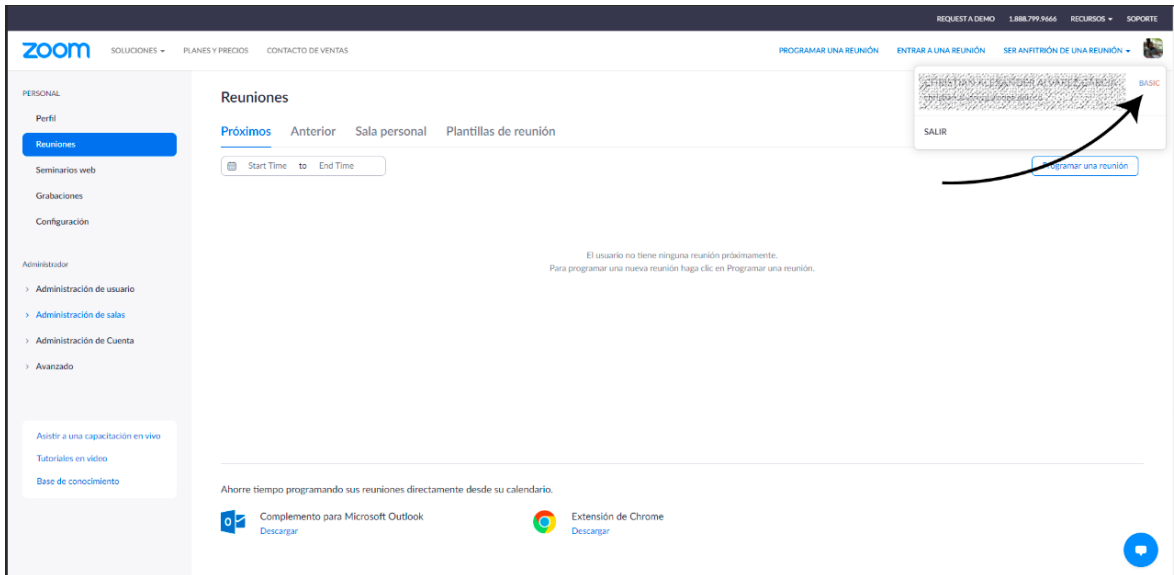 REQUEST A DEMO 1.888.799.9666 RECURSOS SOPORTE
zoom SOLUCIONES PLANES Y PRECIOS CONTACTO DE VENTAS PROGRAMAR UNA REUNIÓN ENTRAR A UNA REUNIÓN SER ANFITRIÓN DE UNA REUNIÓN
BASIC
SALIR
PERSONAL
Perfil
Reuniones
Seminarios web
Grabaciones
Configuración
Administrador
Administración de usuario
Administración de salas
Administración de Cuenta
Avanzado
Asistir a una capacitación en vivo
Tutoriales en video
Base de conocimiento
Reuniones
Próximos Anterior Sala personal Plantillas de reunión
Start Time to End Time
Programar una reunión
El usuario no tiene ninguna reunión próximamente.
Para programar una nueva reunión haga clic en Programar una reunión.
Ahorre tiempo programando sus reuniones directamente desde su calendario.
Complemento para Microsoft Outlook
Descargar
Extensión de Chrome
Descargar